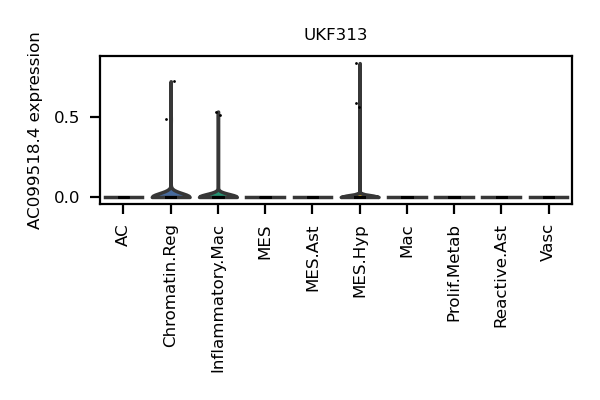 UKF313
AC099518.4 expression
0.5
0.0
AC
Chromatin.Reg
Inflammatory.Mac
MES
MES.Ast
MES.Hyp
Mac
Prolif.Metab
Reactive.Ast
Vasc